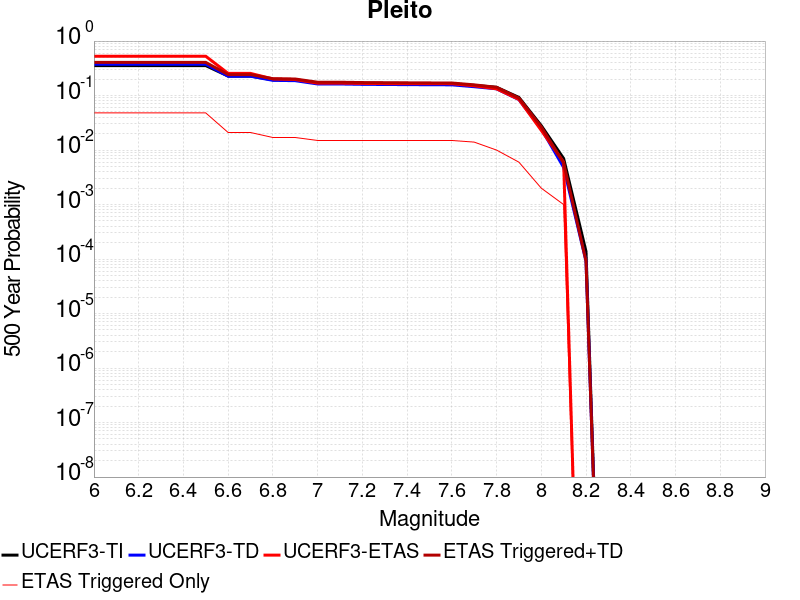 Pleito
500 Year Probability
10^0
10^-1
10^-2
10^-3
10^-4
10^-5
10^-6
10^-7
10^-8
6 6.2 6.4 6.6 6.8 7 7.2 7.4 7.6 7.8 8 8.2 8.4 8.6 8.8 9
Magnitude
UCERF3-TI UCERF3-TD UCERF3-ETAS ETAS Triggered+TD
ETAS Triggered Only